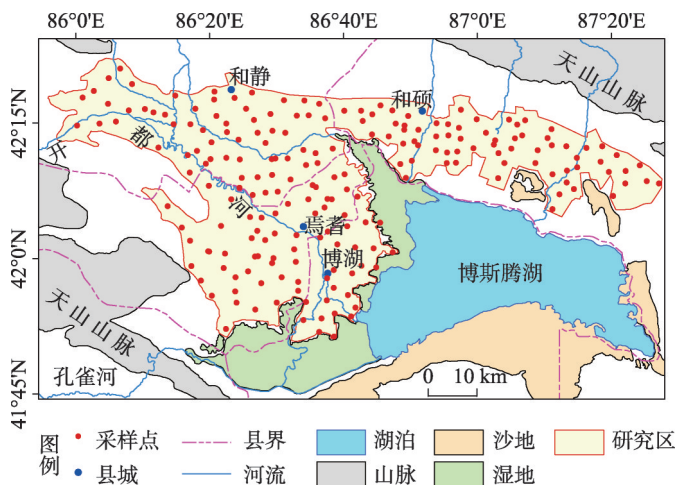 86°0′E 86°20′E 86°40′E 87°0′E 87°20′E
42°15′N
42°0′N
41°45′N
天山山脉
和静
和硕
开都河
焉耆
博湖
博斯腾湖
天山山脉
孔雀河
0 10 km
图例
采样点 县界 湖泊 沙地 研究区
县城 河流 山脉 湿地